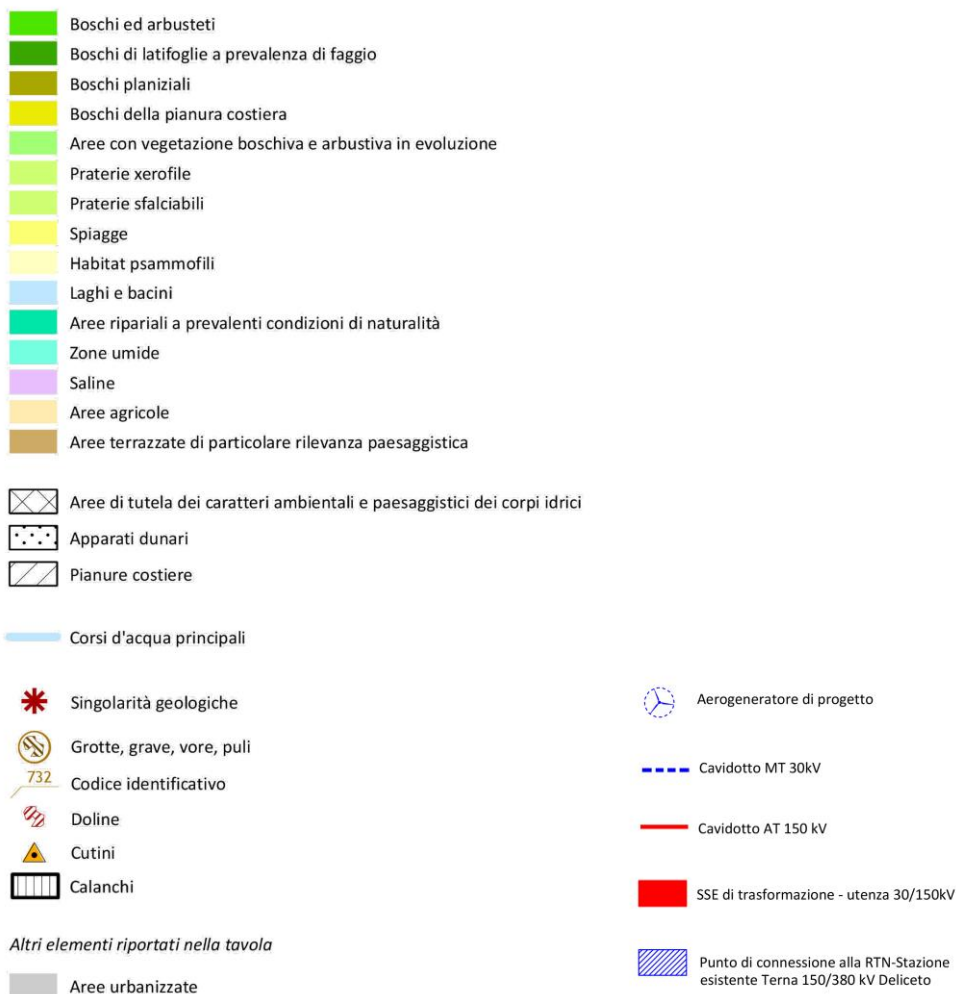 Boschi ed arbusteti
Boschi di latifoglie a prevalenza di faggio
Boschi planiziali
Boschi della pianura costiera
Aree con vegetazione boschiva e arbustiva in evoluzione
Praterie xerofile
Praterie sfalciabili
Spiagge
Habitat psammofili
Laghi e bacini
Aree ripariali a prevalenti condizioni di naturalità
Zone umide
Saline
Aree agricole
Aree terrazzate di particolare rilevanza paesaggistica
Aree di tutela dei caratteri ambientali e paesaggistici dei corpi idrici
Apparati dunari
Pianure costiere
Corsi d'acqua principali
Singolarità geologiche
Grotte, grave, vore, puli
732 Codice identificativo
Doline
Cutini
Calanchi
Altri elementi riportati nella tavola
Aree urbanizzate
Aerogeneratore di progetto
Cavidotto MT 30kV
Cavidotto AT 150 kV
SSE di trasformazione - utenza 30/150kV
Punto di connessione alla RTN-Stazione
esistente Terna 150/380 kV Deliceto